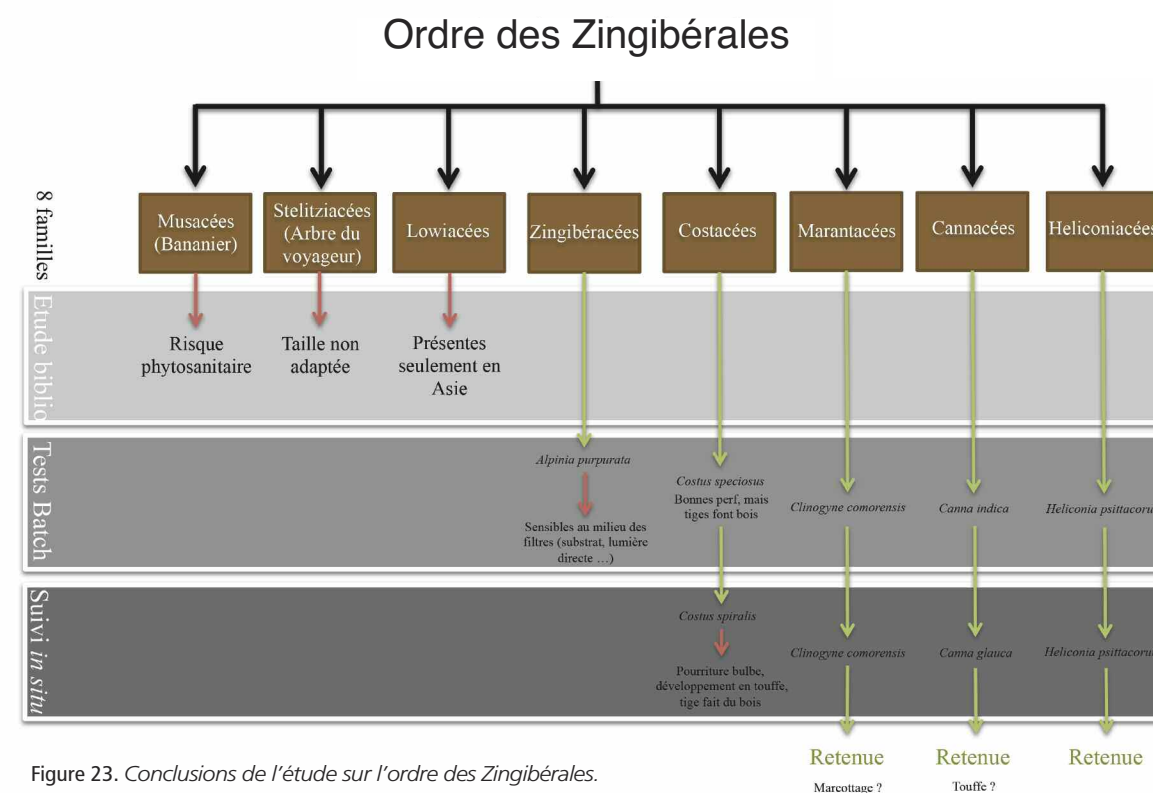 Ordre des Zingibérales
8 familles
Musacées
(Bananier)
Stelitziacées
(Arbre du
voyageur)
Lowiacées
Zingibéracées
Costacées
Marantacées
Cannacées
Heliconiacées
Etude biblio
Risque
phytosanitaire
Taille non
adaptée
Présentes
seulement en
Asie
Tests Batch
Alpinia purpurata
Sensibles au milieu des
filtres (substrat, lumière
directe ...)
Costus speciosus
Bonnes perf, mais
tiges font bois
Clinogyne comorensis
Canna indica
Heliconia psittacoru
Suivi in situ
Costus spiralis
Pourriture bulbe,
développement en touffe,
tige fait du bois
Clinogyne comorensis
Canna glauca
Heliconia psittacoru
Retenue
Marcottage ?
Retenue
Touffe ?
Retenue
Figure 23. Conclusions de l'étude sur l'ordre des Zingibérales.